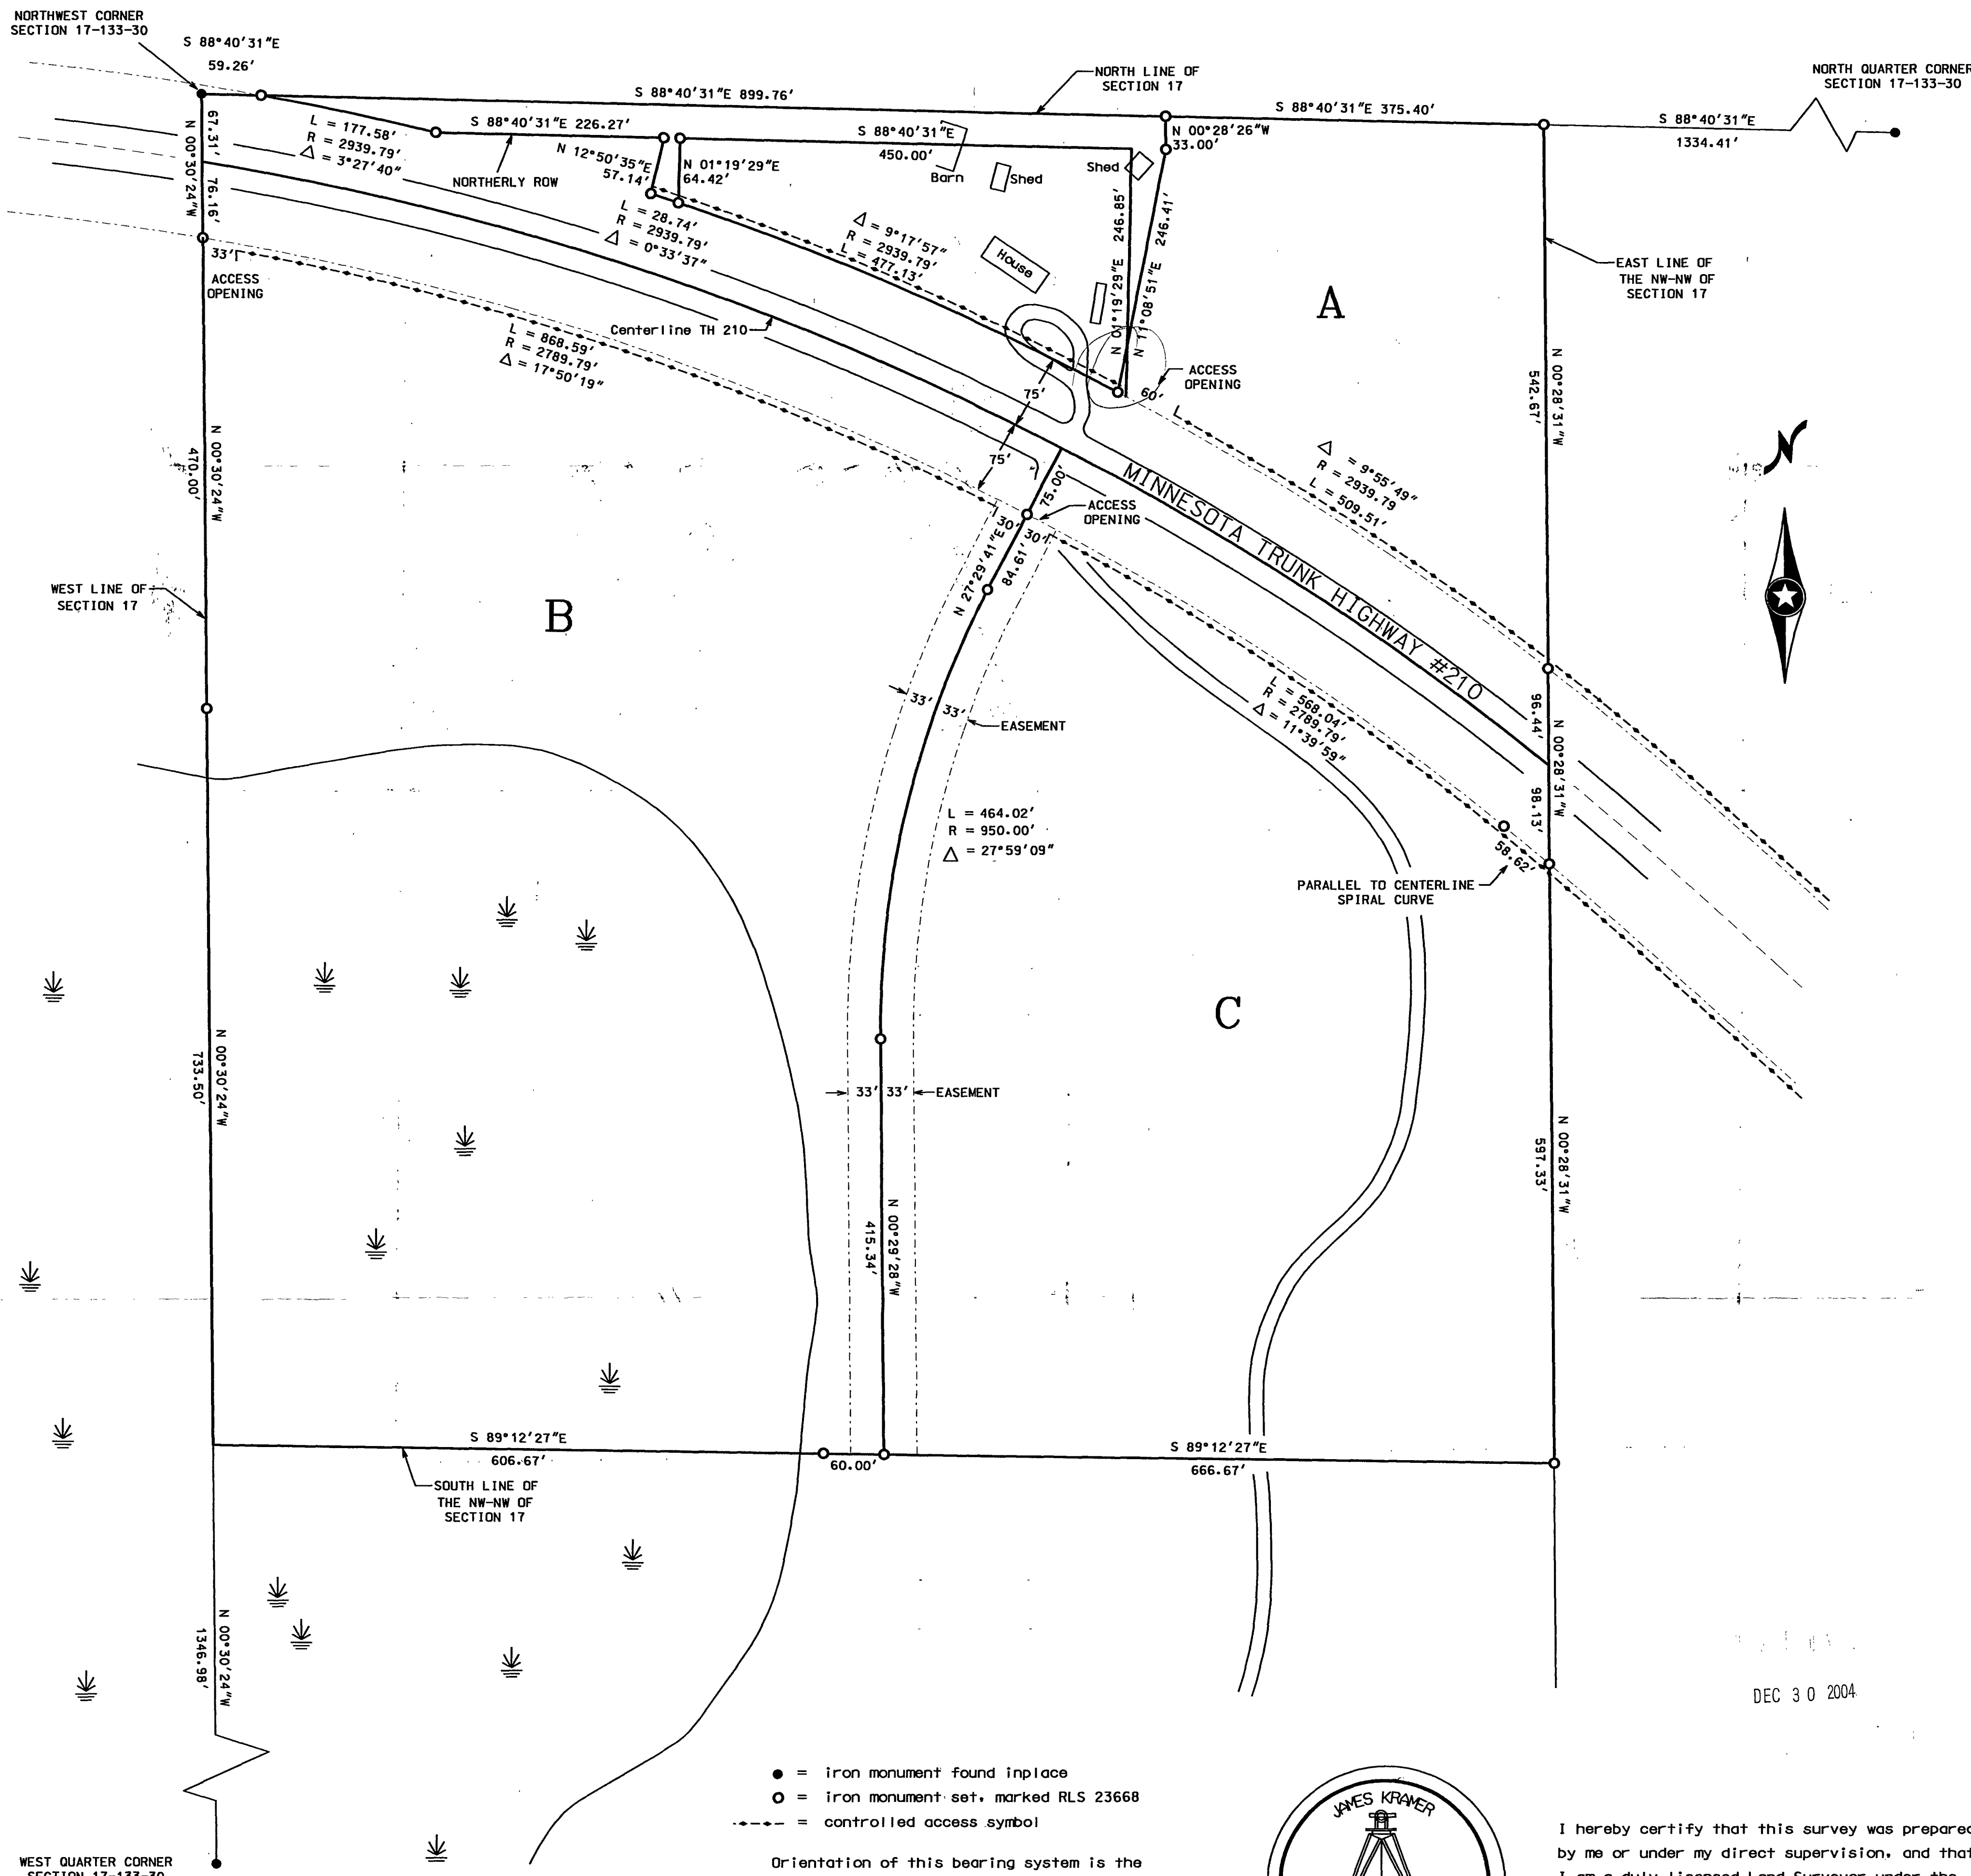 NORTHWEST CORNER
SECTION 17-133-30
S 88°40'31"E
59.26'
NORTH LINE OF
SECTION 17
NORTH QUARTER CORNER
SECTION 17-133-30
S 88°40'31"E 899.76'
S 88°40'31"E 375.40'
S 88°40'31"E
1334.41'
67.31'
N 00°30'24"W
76.16'
L = 177.58'
R = 2939.79'
Δ = 3°27'40"
S 88°40'31"E 226.27'
S 88°40'31"E
450.00'
N 00°28'26"W
33.00'
N 12°50'35"E
57.14'
N 01°19'29"E
64.42'
NORTHERLY ROW
Barn
Shed
Shed
L = 28.74'
R = 2939.79'
Δ = 0°33'37"
Δ = 9°17'57"
R = 2939.79'
L = 477.13'
House
N 01°19'29"E 246.85'
N 11°08'51"E 246.41'
A
EAST LINE OF
THE NW-NW OF
SECTION 17
33'
ACCESS
OPENING
Centerline TH 210
L = 868.59'
R = 2789.79'
Δ = 17°50'19"
ACCESS
OPENING
60'
75'
75'
N 00°28'31"W
542.67'
Δ = 9°55'49"
R = 2939.79
L = 509.51'
N 00°30'24"W
470.00'
N
MINNESOTA TRUNK HIGHWAY #210
75.00'
ACCESS
OPENING
30'
30'
N 27°29'41"E
84.61'
WEST LINE OF
SECTION 17
B
33'
33'
EASEMENT
L = 568.04'
R = 2789.79'
Δ = 11°39'59"
96.44'
N 00°28'31"W
98.13'
L = 464.02'
R = 950.00'
Δ = 27°59'09"
58.62'
PARALLEL TO CENTERLINE
SPIRAL CURVE
C
N 00°30'24"W
733.50'
33'
33'
EASEMENT
N 00°28'31"W
597.33'
N 00°29'28"W
415.34'
S 89°12'27"E
606.67'
60.00'
S 89°12'27"E
666.67'
SOUTH LINE OF
THE NW-NW OF
SECTION 17
N 00°30'24"W
1346.98'
DEC 30 2004
● = iron monument found inplace
O = iron monument set, marked RLS 23668
= controlled access symbol
Orientation of this bearing system is the
JAMES KRAMER
I hereby certify that this survey was prepared
by me or under my direct supervision, and that
I am a duly licensed Land Surveyor under the
WEST QUARTER CORNER
SECTION 17-133-30